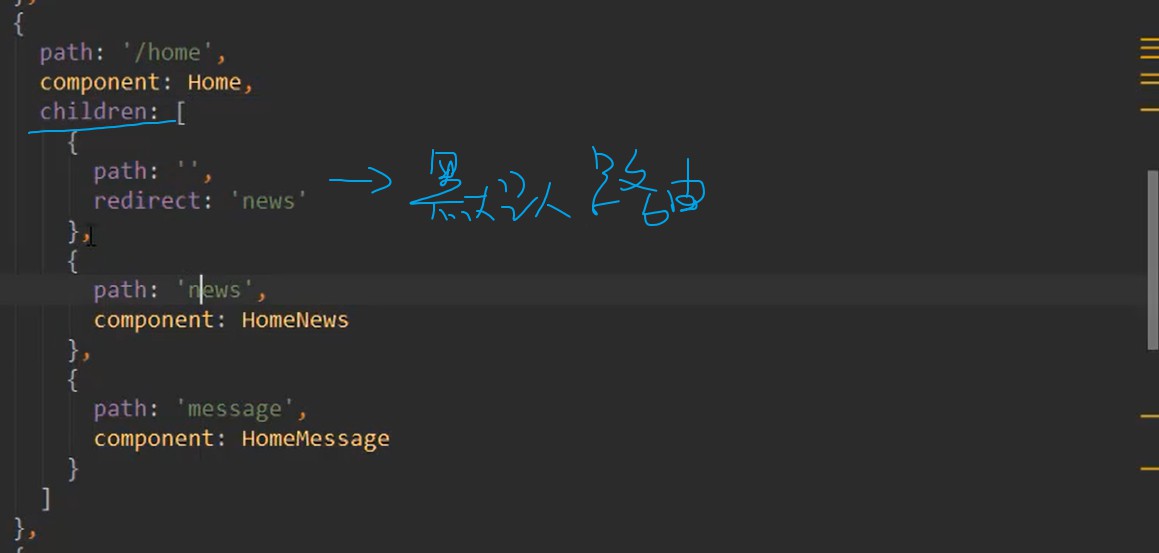 },
{
path: '/home',
component: Home,
children: [
{
path: '',
redirect: 'news'
→ 默认路由
},
{
path: 'news',
component: HomeNews
},
{
path: 'message',
component: HomeMessage
}
]
},
{